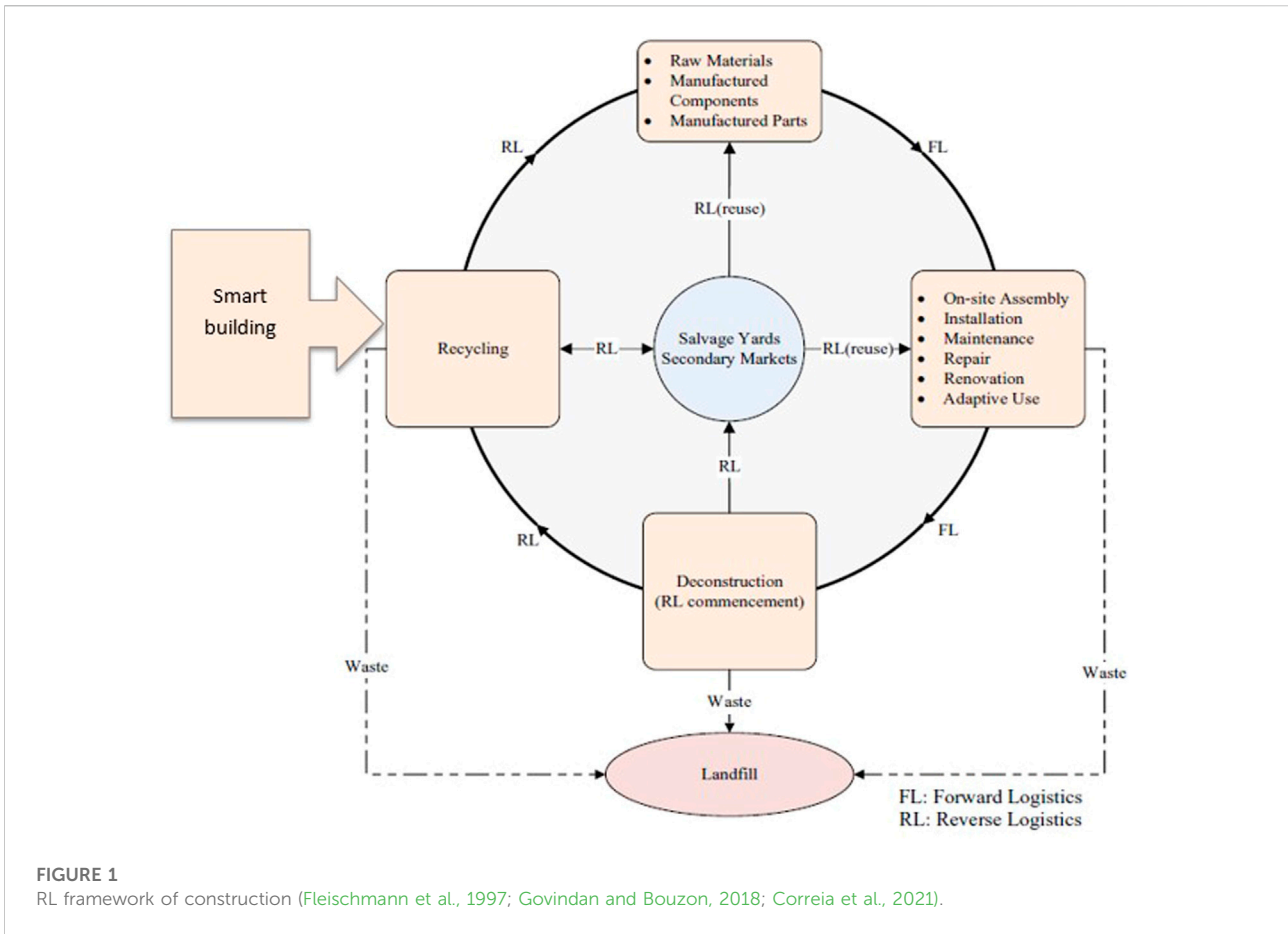 • Raw Materials
• Manufactured
Components
• Manufactured Parts
RL
FL
RL(reuse)
Smart
building
Recycling
RL
Salvage Yards
Secondary Markets
RL(reuse)
• On-site Assembly
• Installation
• Maintenance
• Repair
• Renovation
• Adaptive Use
RL
RL
FL
Deconstruction
(RL commencement)
Waste
Waste
Waste
Landfill
FL: Forward Logistics
RL: Reverse Logistics
FIGURE 1
RL framework of construction (Fleischmann et al., 1997; Govindan and Bouzon, 2018; Correia et al., 2021).